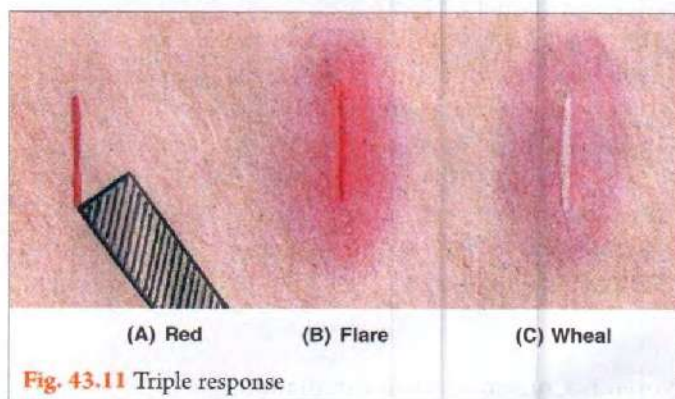 (A) Red (B) Flare (C) Wheal
Fig. 43.11 Triple response